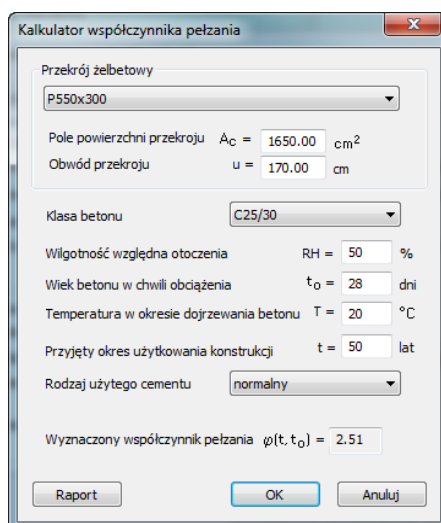 Kalkulator współczynnika pełzania
Przekrój żelbetowy
P550x300
Pole powierzchni przekroju Ac = 1650.00 cm²
Obwód przekroju u = 170.00 cm
Klasa betonu C25/30
Wilgotność względna otoczenia RH = 50 %
Wiek betonu w chwili obciążenia t₀ = 28 dni
Temperatura w okresie dojrzewania betonu T = 20 °C
Przyjęty okres użytkowania konstrukcji t = 50 lat
Rodzaj użytego cementu normalny
Wyznaczony współczynnik pełzania φ(t,t₀) = 2.51
Raport OK Anuluj